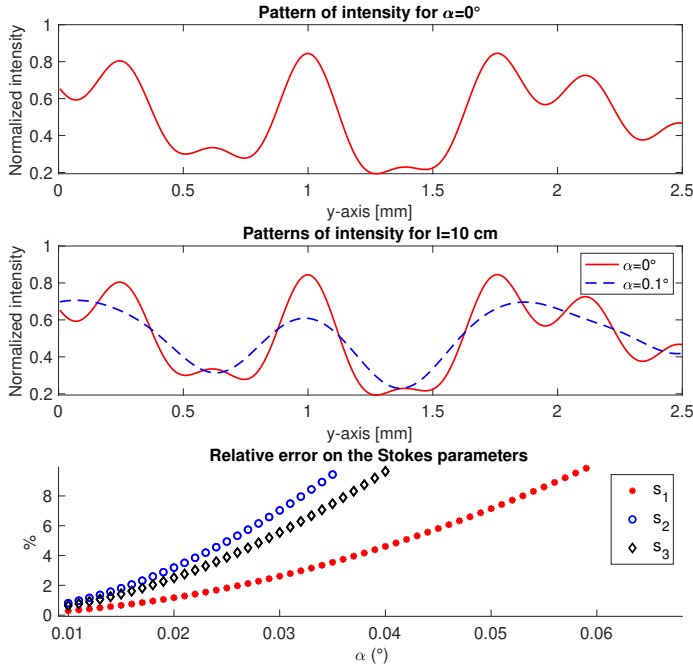 Pattern of intensity for α=0°
Normalized intensity
1
0.8
0.6
0.4
0.2
0 0.5 1 1.5 2 2.5
y-axis [mm]
Patterns of intensity for l=10 cm
Normalized intensity
1
0.8
0.6
0.4
0.2
α=0°
α=0.1°
0 0.5 1 1.5 2 2.5
y-axis [mm]
Relative error on the Stokes parameters
%
8
6
4
2
0
s1
s2
s3
0.01 0.02 0.03 0.04 0.05 0.06
α (°)